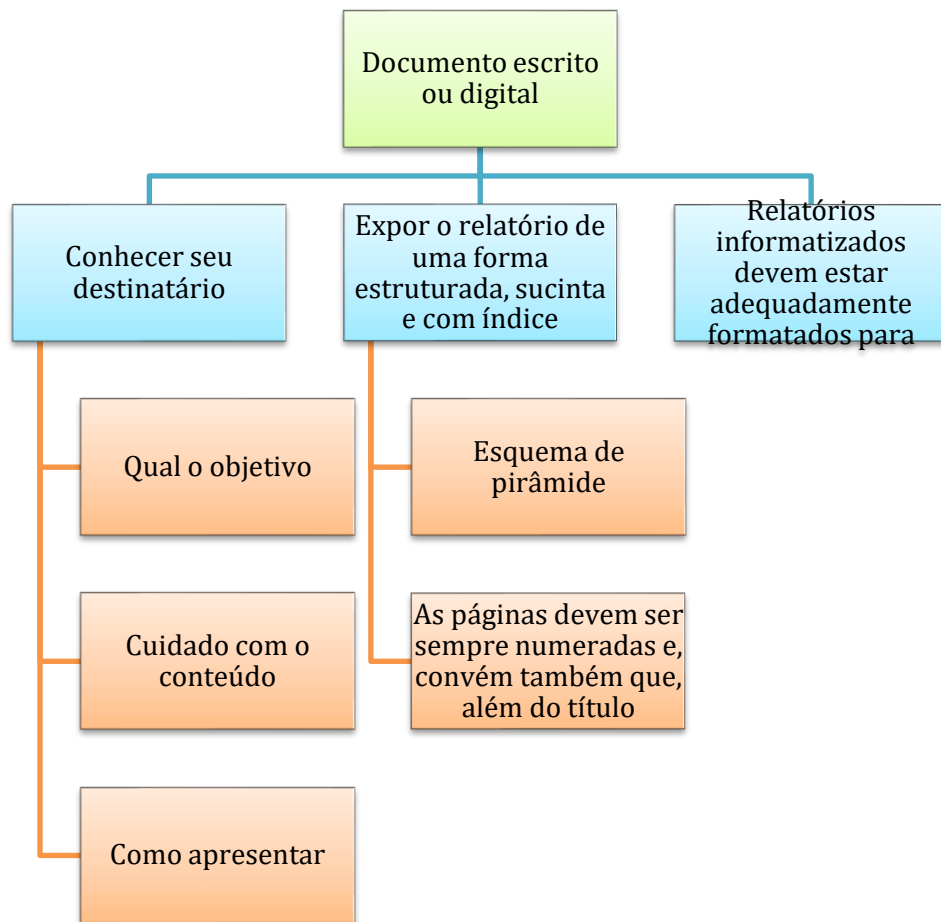 Documento escrito
ou digital
Conhecer seu
destinatário
Expor o relatório de
uma forma
estruturada, sucinta
e com índice
Relatórios
informatizados
devem estar
adequadamente
formatados para
Qual o objetivo
Esquema de
pirâmide
Cuidado com o
conteúdo
As páginas devem ser
sempre numeradas e,
convém também que,
além do título
Como apresentar